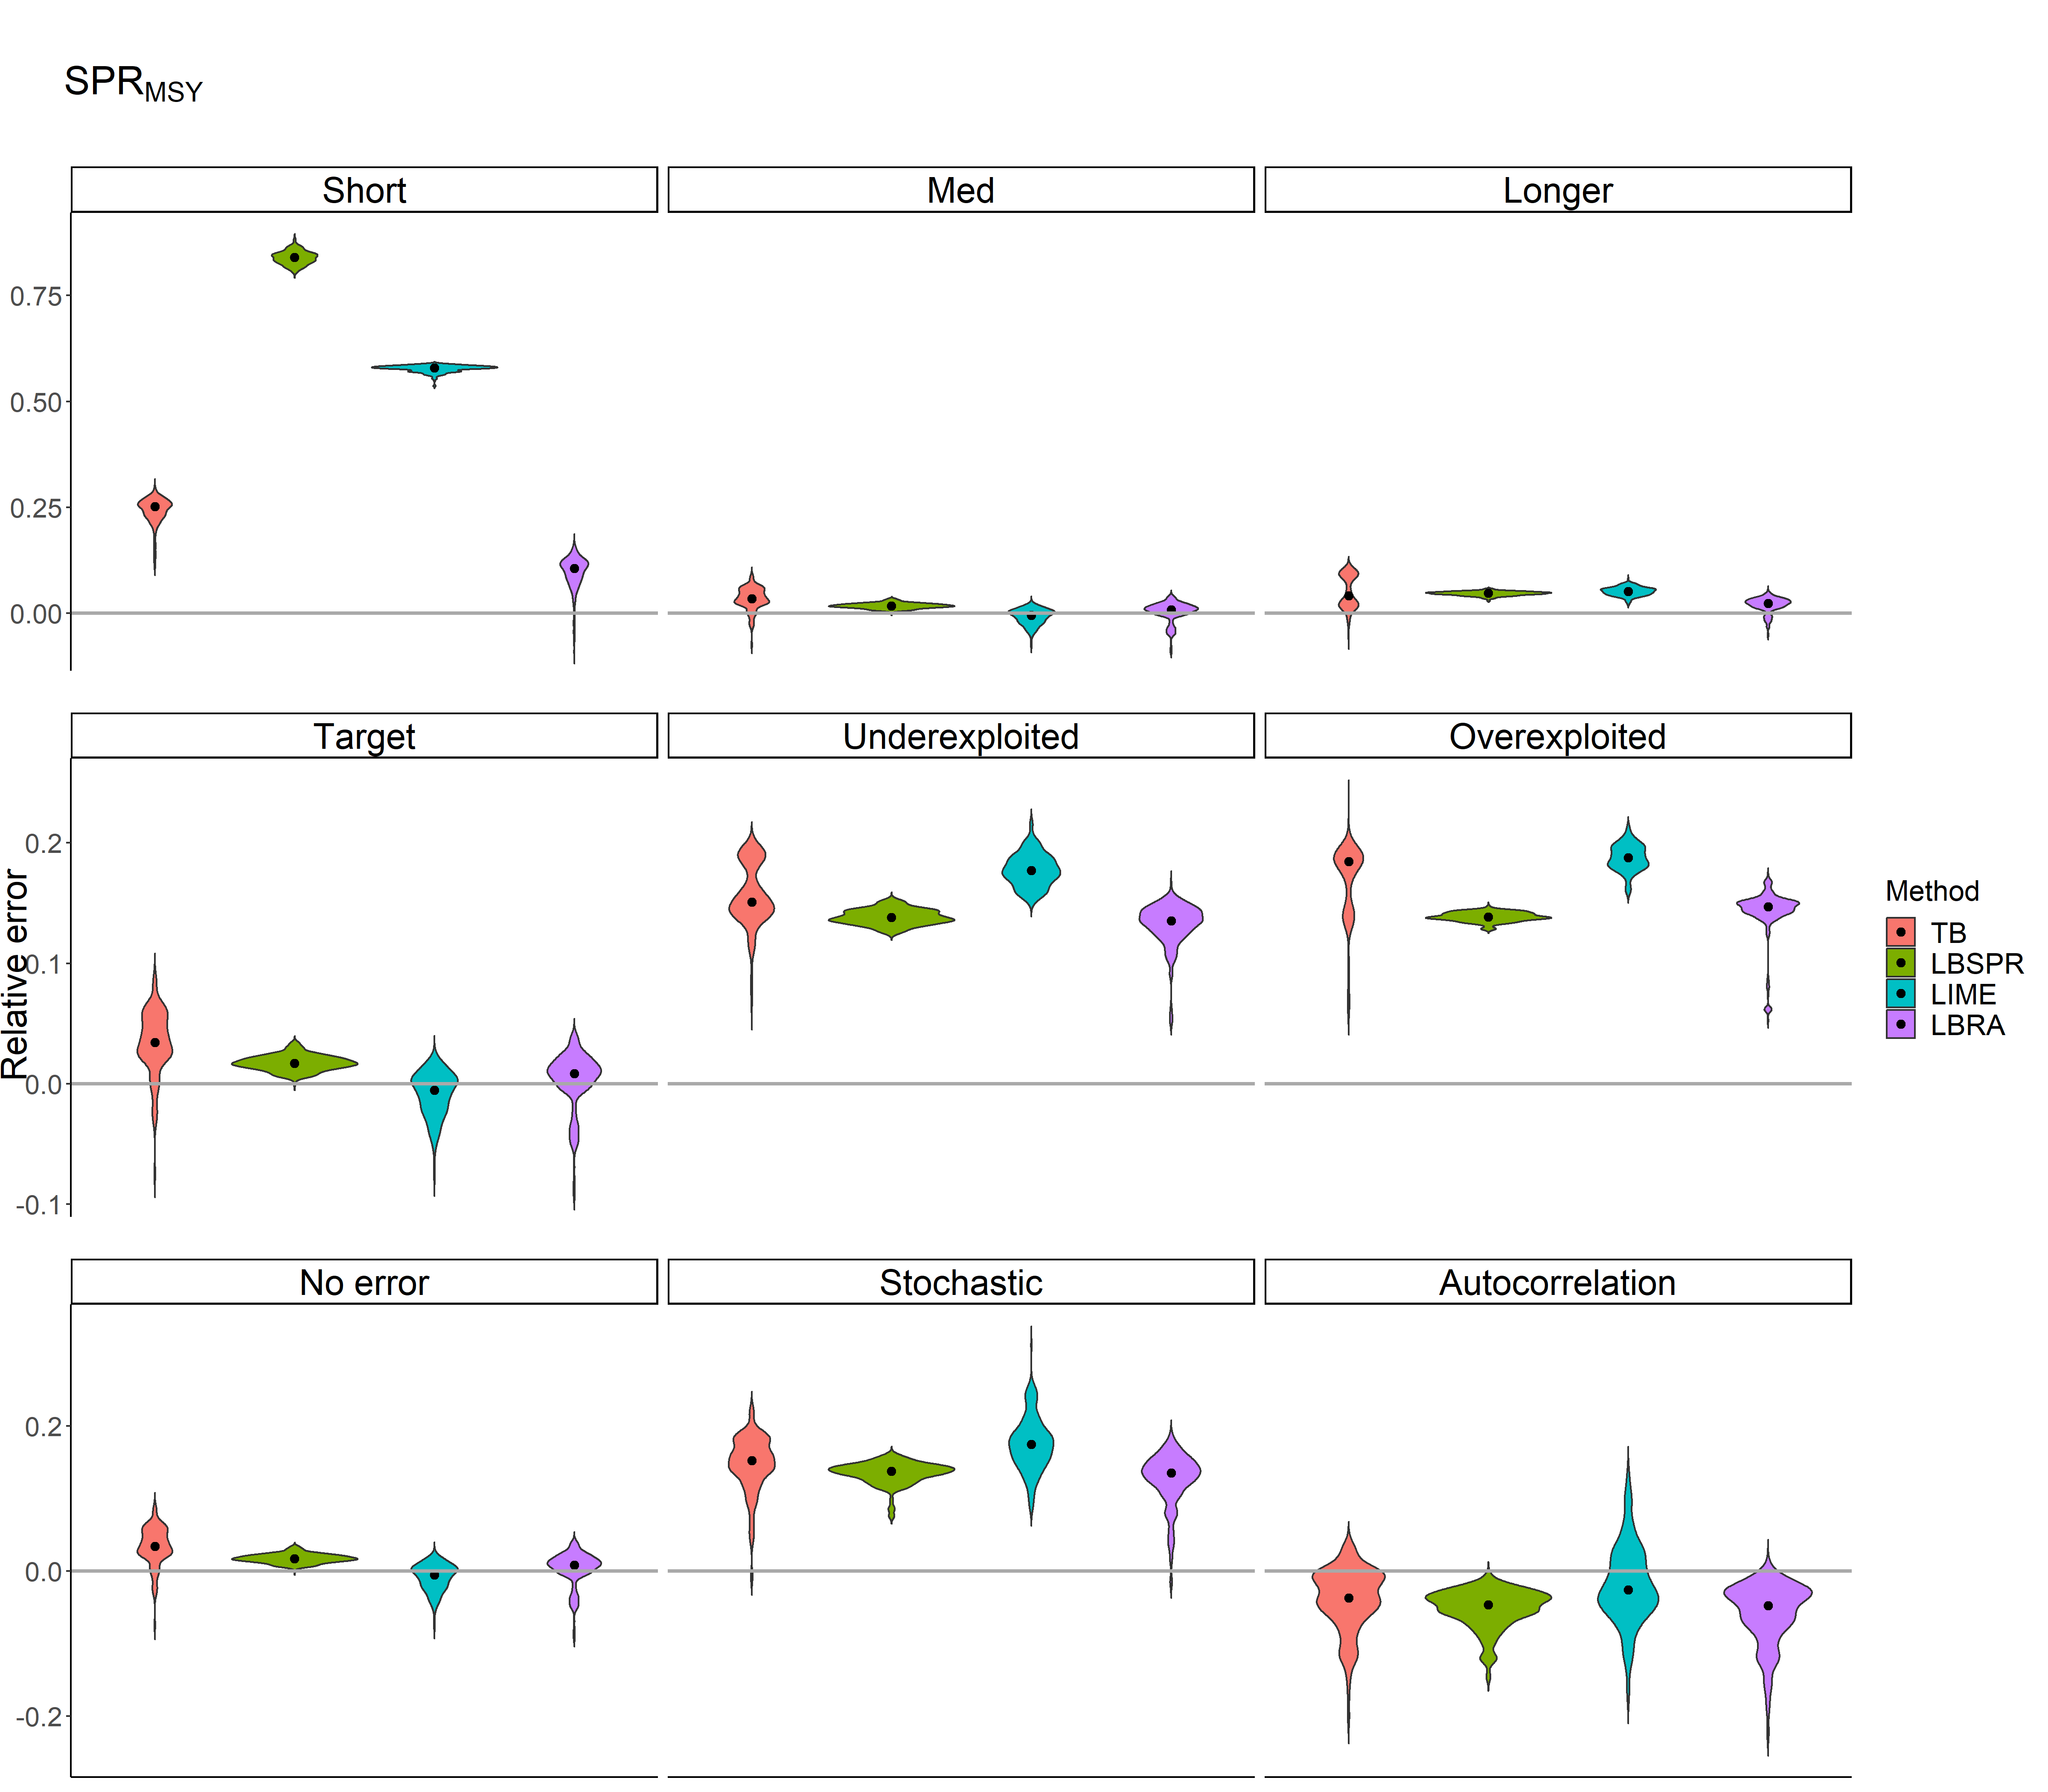 SPRMSY
Short Med Longer
0.75
0.50
0.25
0.00
Target Underexploited Overexploited
0.2
0.1
0.0
-0.1
Relative error
No error Stochastic Autocorrelation
0.2
0.0
-0.2
Method
TB
LBSPR
LIME
LBRA